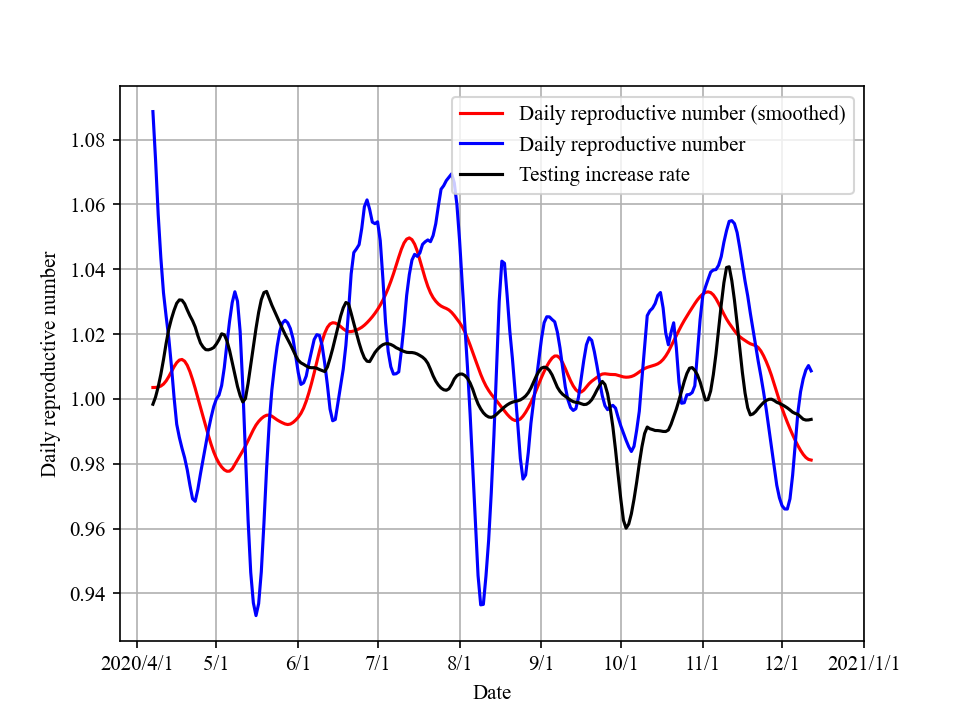 Daily reproductive number (smoothed)
Daily reproductive number
Testing increase rate
Daily reproductive number
1.08
1.06
1.04
1.02
1.00
0.98
0.96
0.94
2020/4/1 5/1 6/1 7/1 8/1 9/1 10/1 11/1 12/1 2021/1/1
Date